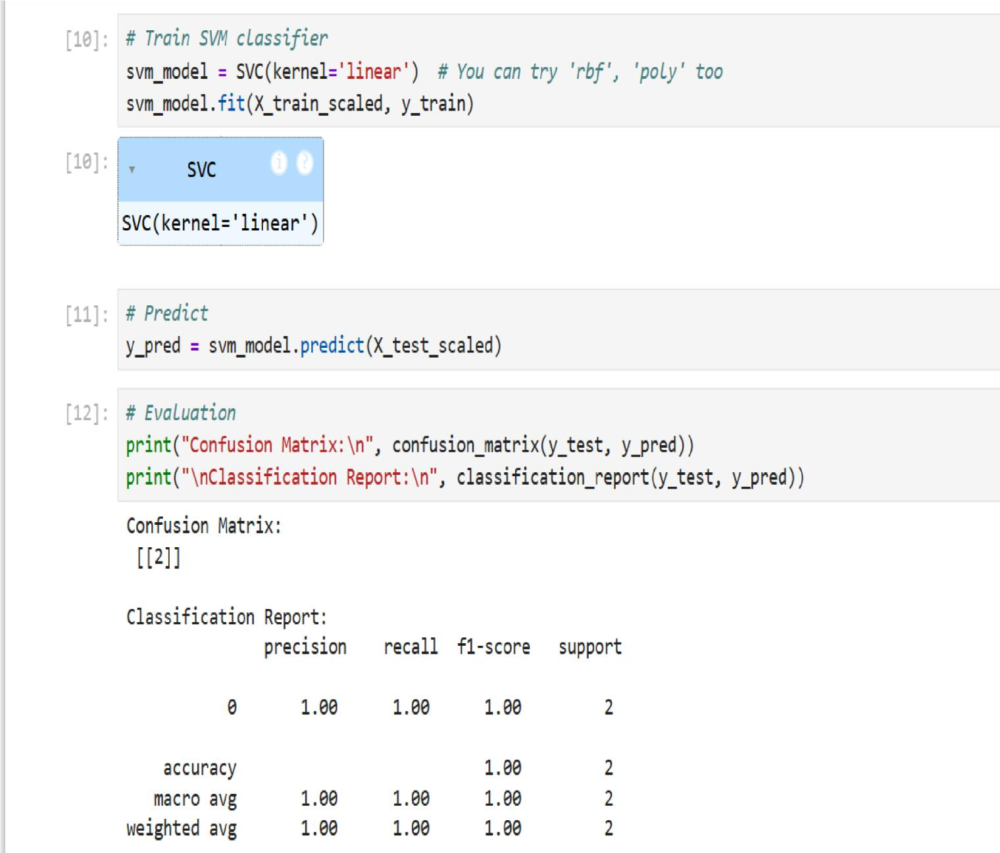 [10]: # Train SVM classifier
svm_model = SVC(kernel='linear')  # You can try 'rbf', 'poly' too
svm_model.fit(X_train_scaled, y_train)
[10]: ▾ SVC i ?
SVC(kernel='linear')
[11]: # Predict
y_pred = svm_model.predict(X_test_scaled)
[12]: # Evaluation
print("Confusion Matrix:\n", confusion_matrix(y_test, y_pred))
print("\nClassification Report:\n", classification_report(y_test, y_pred))
Confusion Matrix:
[[2]]
Classification Report:
precision recall f1-score support
0 1.00 1.00 1.00 2
accuracy 1.00 2
macro avg 1.00 1.00 1.00 2
weighted avg 1.00 1.00 1.00 2